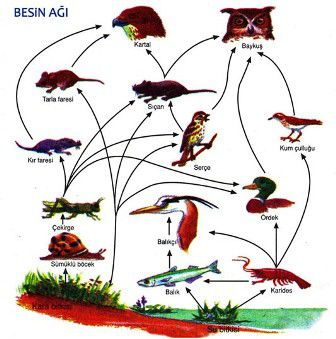 BESİN AĞI
Kartal
Baykuş
Tarla faresi
Sıçan
Serçe
Kum çulluğu
Kır faresi
Çekirge
Ördek
Balıkçıl
Sümüklü böcek
Balık
Karides
Kara bitkisi
Su bitkisi